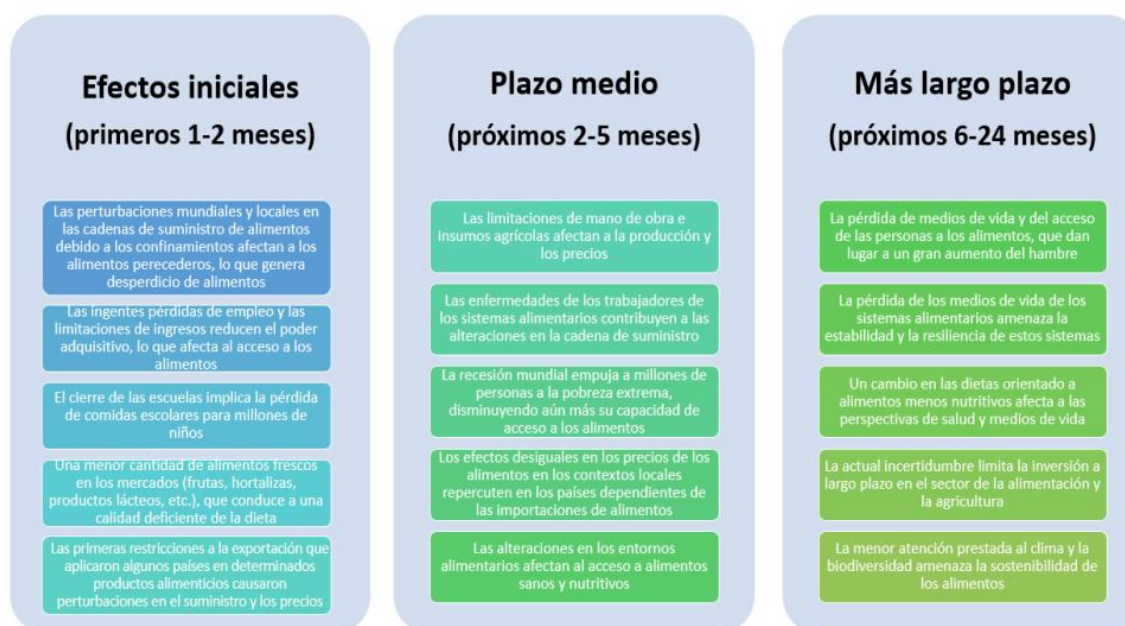 Efectos iniciales
(primeros 1-2 meses)
Las perturbaciones mundiales y locales en
las cadenas de suministro de alimentos
debido a los confinamientos afectan a los
alimentos perecederos, lo que genera
desperdicio de alimentos
Las ingentes pérdidas de empleo y las
limitaciones de ingresos reducen el poder
adquisitivo, lo que afecta al acceso a los
alimentos
El cierre de las escuelas implica la pérdida
de comidas escolares para millones de
niños
Una menor cantidad de alimentos frescos
en los mercados (frutas, hortalizas,
productos lácteos, etc.), que conduce a una
calidad deficiente de la dieta
Las primeras restricciones a la exportación que
aplicaron algunos países en determinados
productos alimenticios causaron
perturbaciones en el suministro y los precios
Plazo medio
(próximos 2-5 meses)
Las limitaciones de mano de obra e
insumos agrícolas afectan a la producción y
los precios
Las enfermedades de los trabajadores de
los sistemas alimentarios contribuyen a las
alteraciones en la cadena de suministro
La recesión mundial empuja a millones de
personas a la pobreza extrema,
disminuyendo aún más su capacidad de
acceso a los alimentos
Los efectos desiguales en los precios de los
alimentos en los contextos locales
repercuten en los países dependientes de
las importaciones de alimentos
Las alteraciones en los entornos
alimentarios afectan al acceso a alimentos
sanos y nutritivos
Más largo plazo
(próximos 6-24 meses)
La pérdida de medios de vida y del acceso
de las personas a los alimentos, que dan
lugar a un gran aumento del hambre
La pérdida de los medios de vida de los
sistemas alimentarios amenaza la
estabilidad y la resiliencia de estos sistemas
Un cambio en las dietas orientado a
alimentos menos nutritivos afecta a las
perspectivas de salud y medios de vida
La actual incertidumbre limita la inversión a
largo plazo en el sector de la alimentación y
la agricultura
La menor atención prestada al clima y la
biodiversidad amenaza la sostenibilidad de
los alimentos